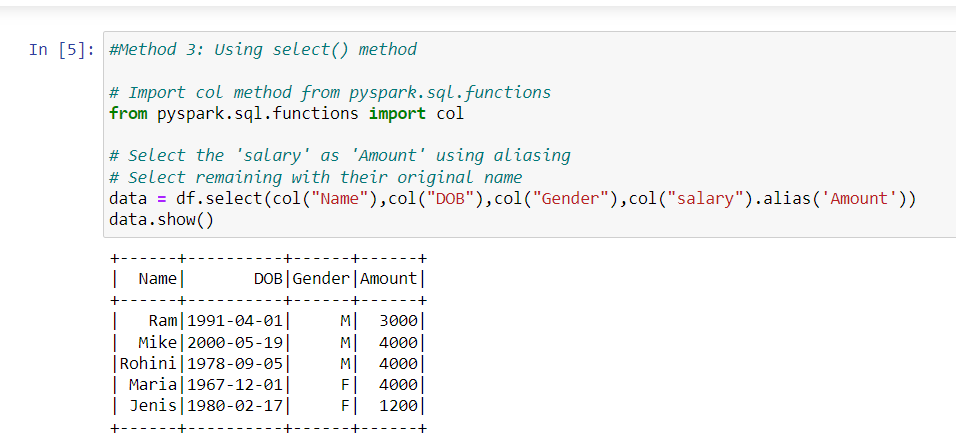 In [5]: #Method 3: Using select() method
# Import col method from pyspark.sql.functions
from pyspark.sql.functions import col
# Select the 'salary' as 'Amount' using aliasing
# Select remaining with their original name
data = df.select(col("Name"),col("DOB"),col("Gender"),col("salary").alias('Amount'))
data.show()
+------+----------+------+------+
|  Name|       DOB|Gender|Amount|
+------+----------+------+------+
|   Ram|1991-04-01|     M|  3000|
|  Mike|2000-05-19|     M|  4000|
|Rohini|1978-09-05|     M|  4000|
| Maria|1967-12-01|     F|  4000|
| Jenis|1980-02-17|     F|  1200|
+------+----------+------+------+